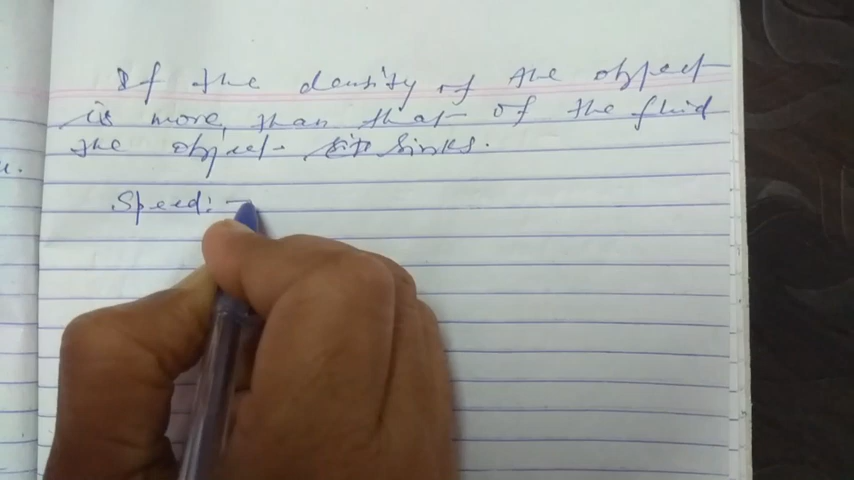 If the density of the object
is more, than that of the fluid
the object sinks.
Speed: -